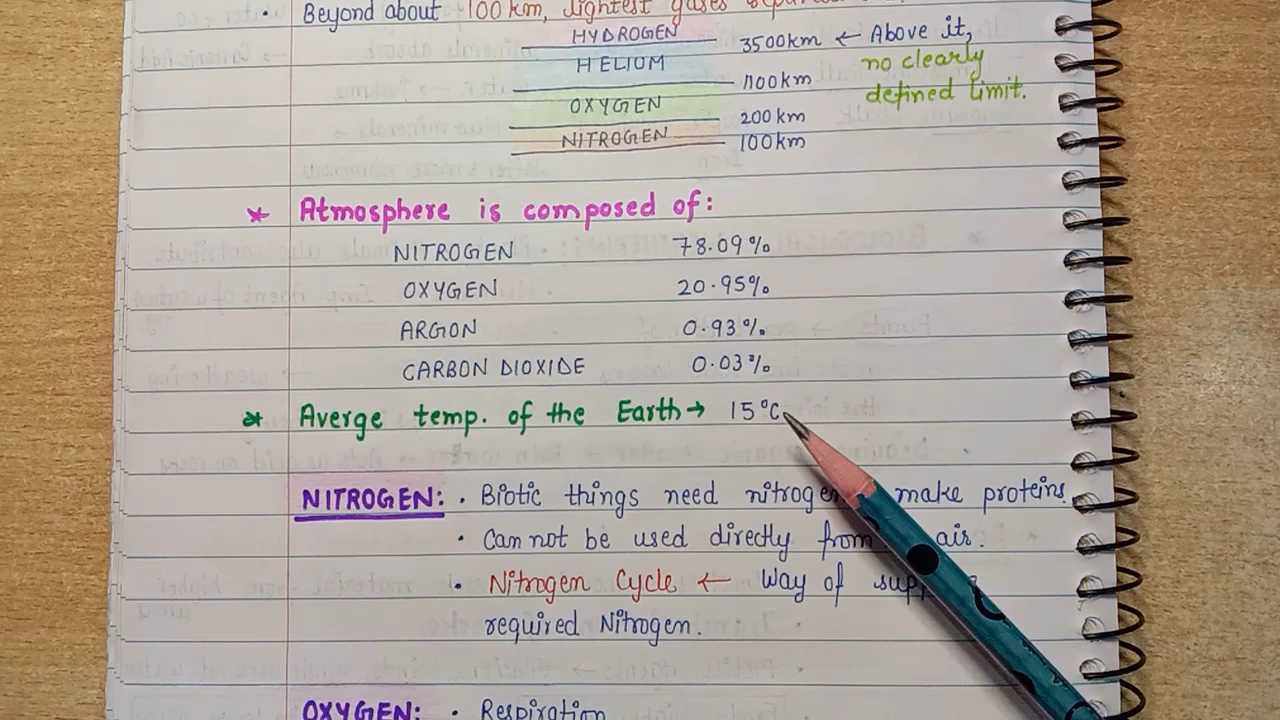 · Beyond about 100 km, lightest gases separate
HYDROGEN
3500km ← Above it,
HELIUM
no clearly
1100km
defined limit.
OXYGEN
200 km
NITROGEN
100km
* Atmosphere is composed of:
NITROGEN 78.09%
OXYGEN 20.95%
ARGON 0.93%
CARBON DIOXIDE 0.03%
* Averge temp. of the Earth → 15°C
NITROGEN: · Biotic things need nitrogen make proteins.
· Can not be used directly from air.
· Nitrogen Cycle ← Way of
required Nitrogen.
OXYGEN: · Respiration